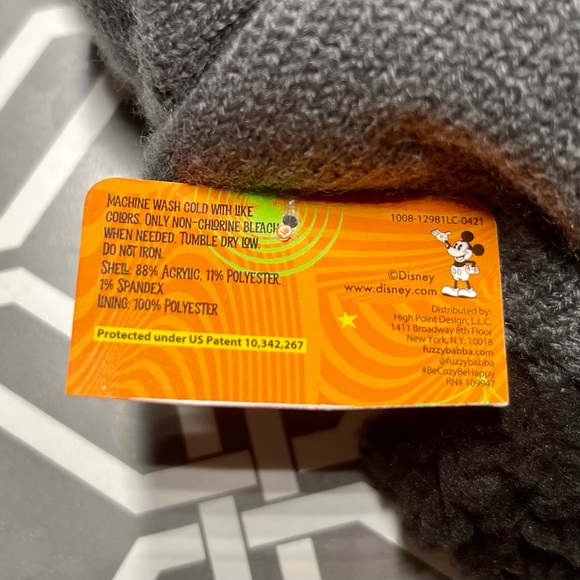 MACHINE WASH COLD WITH LIKE
COLORS. ONLY NON-CHLORINE BLEACH
WHEN NEEDED. TUMBLE DRY LOW.
DO NOT IRON.
SHELL: 88% ACRYLIC, 11% POLYESTER,
1% SPANDEX
LINING: 100% POLYESTER
Protected under US Patent 10,342,267
1008-12981LC-0421
©Disney
www.disney.com
Distributed by:
High Point Design, L.L.C.
1411 Broadway 8th Floor
New York, N.Y. 10018
fuzzybabba.com
@fuzzybabba
#BeCozyBeHappy
RN# 109947